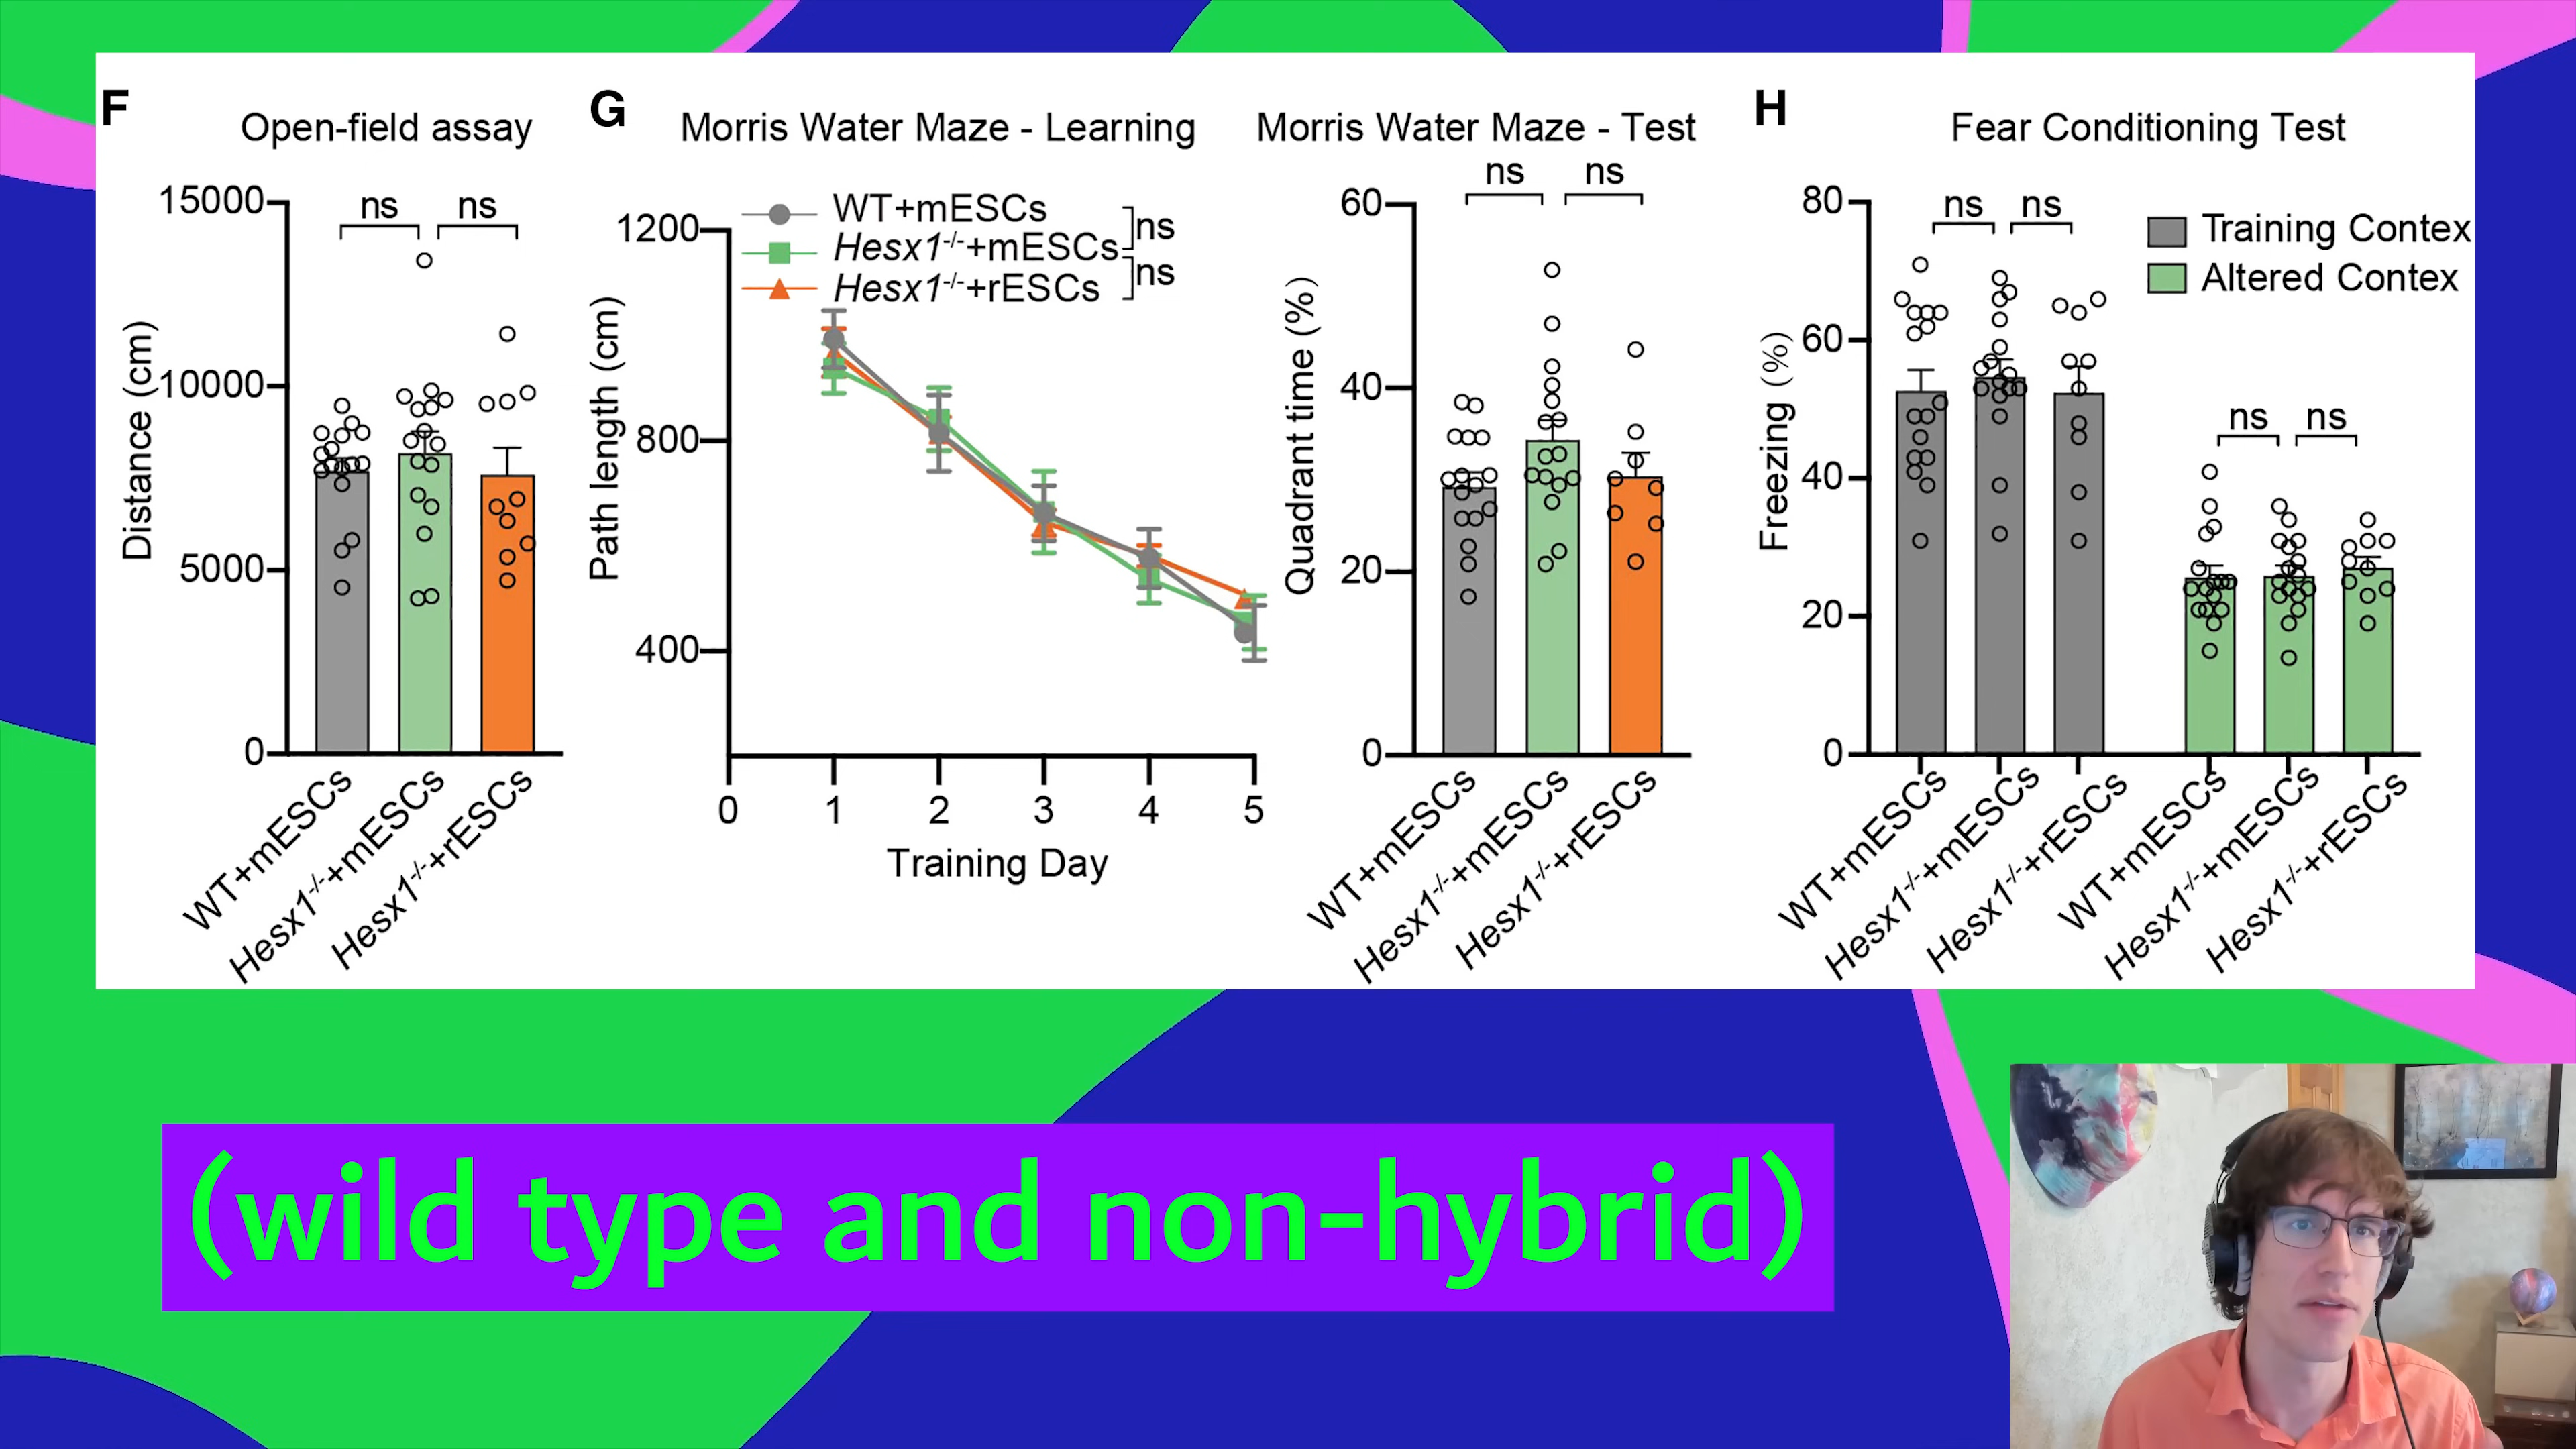 F
Open-field assay
15000
10000
5000
0
Distance (cm)
ns ns
WT+mESCs
Hesx1-/-+mESCs
Hesx1-/-+rESCs
G
Morris Water Maze - Learning
1200
800
400
Path length (cm)
WT+mESCs
Hesx1-/-+mESCs
Hesx1-/-+rESCs
ns
ns
0 1 2 3 4 5
Training Day
Morris Water Maze - Test
60
40
20
0
Quadrant time (%)
ns ns
WT+mESCs
Hesx1-/-+mESCs
Hesx1-/-+rESCs
H
Fear Conditioning Test
80
60
40
20
0
Freezing (%)
ns ns
ns ns
Training Contex
Altered Contex
WT+mESCs
Hesx1-/-+mESCs
Hesx1-/-+rESCs
WT+mESCs
Hesx1-/-+mESCs
Hesx1-/-+rESCs
(wild type and non-hybrid)